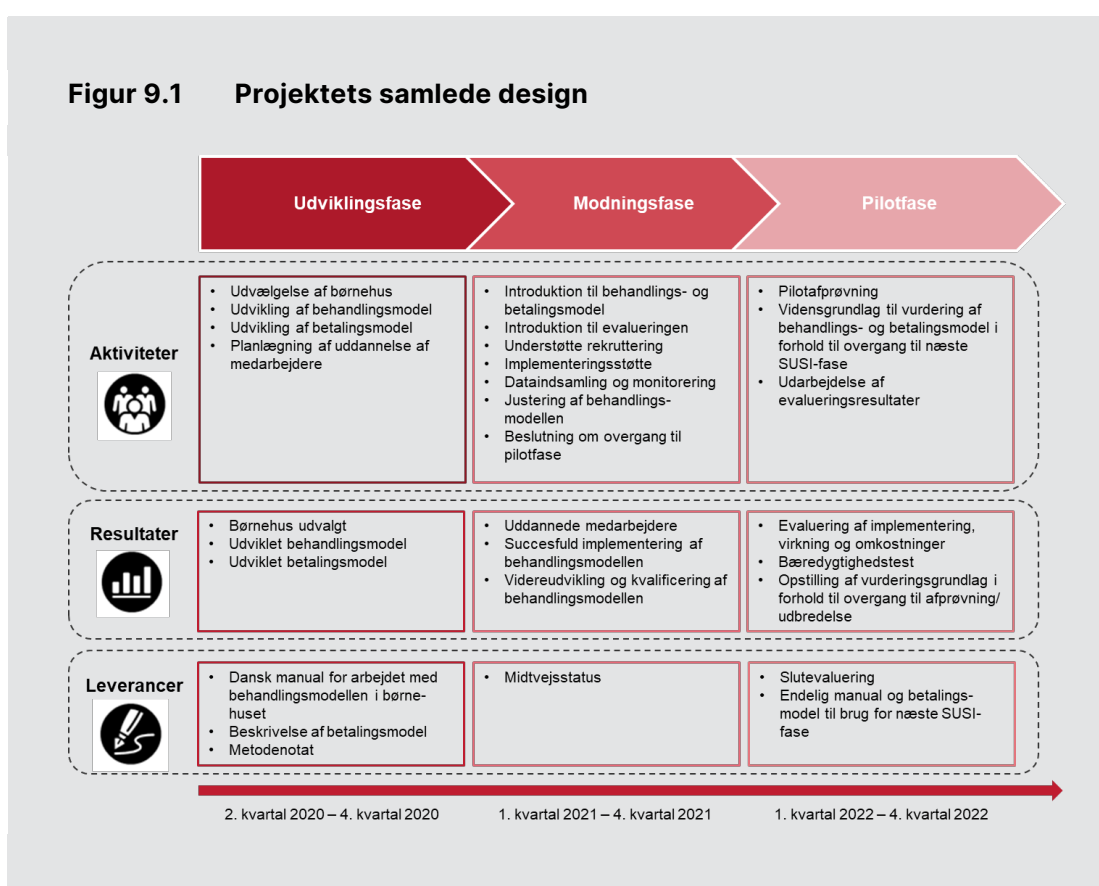 Figur 9.1 Projektets samlede design
Udviklingsfase
Modningsfase
Pilotfase
Aktiviteter
• Udvælgelse af børnehus
• Udvikling af behandlingsmodel
• Udvikling af betalingsmodel
• Planlægning af uddannelse af
medarbejdere
• Introduktion til behandlings- og
betalingsmodel
• Introduktion til evalueringen
• Understøtte rekruttering
• Implementeringsstøtte
• Dataindsamling og monitorering
• Justering af behandlings-
modellen
• Beslutning om overgang til
pilotfase
• Pilotafprøvning
• Vidensgrundlag til vurdering af
behandlings- og betalingsmodel i
forhold til overgang til næste
SUSI-fase
• Udarbejdelse af
evalueringsresultater
Resultater
• Børnehus udvalgt
• Udviklet behandlingsmodel
• Udviklet betalingsmodel
• Uddannede medarbejdere
• Succesfuld implementering af
behandlingsmodellen
• Videreudvikling og kvalificering af
behandlingsmodellen
• Evaluering af implementering,
virkning og omkostninger
• Bæredygtighedstest
• Opstilling af vurderingsgrundlag i
forhold til overgang til afprøvning/
udbredelse
Leverancer
• Dansk manual for arbejdet med
behandlingsmodellen i børne-
huset
• Beskrivelse af betalingsmodel
• Metodenotat
• Midtvejsstatus
• Slutevaluering
• Endelig manual og betalings-
model til brug for næste SUSI-
fase
2. kvartal 2020 – 4. kvartal 2020
1. kvartal 2021 – 4. kvartal 2021
1. kvartal 2022 – 4. kvartal 2022